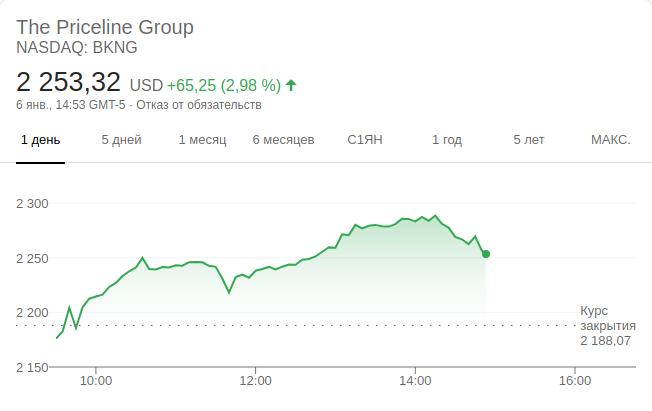 The Priceline Group
NASDAQ: BKNG
2 253,32 USD +65,25 (2,98 %)
6 янв., 14:53 GMT-5 · Отказ от обязательств
1 день 5 дней 1 месяц 6 месяцев С1ЯН 1 год 5 лет МАКС.
2 300
2 250
2 200
Курс
закрытия
2 188,07
2 150
10:00 12:00 14:00 16:00